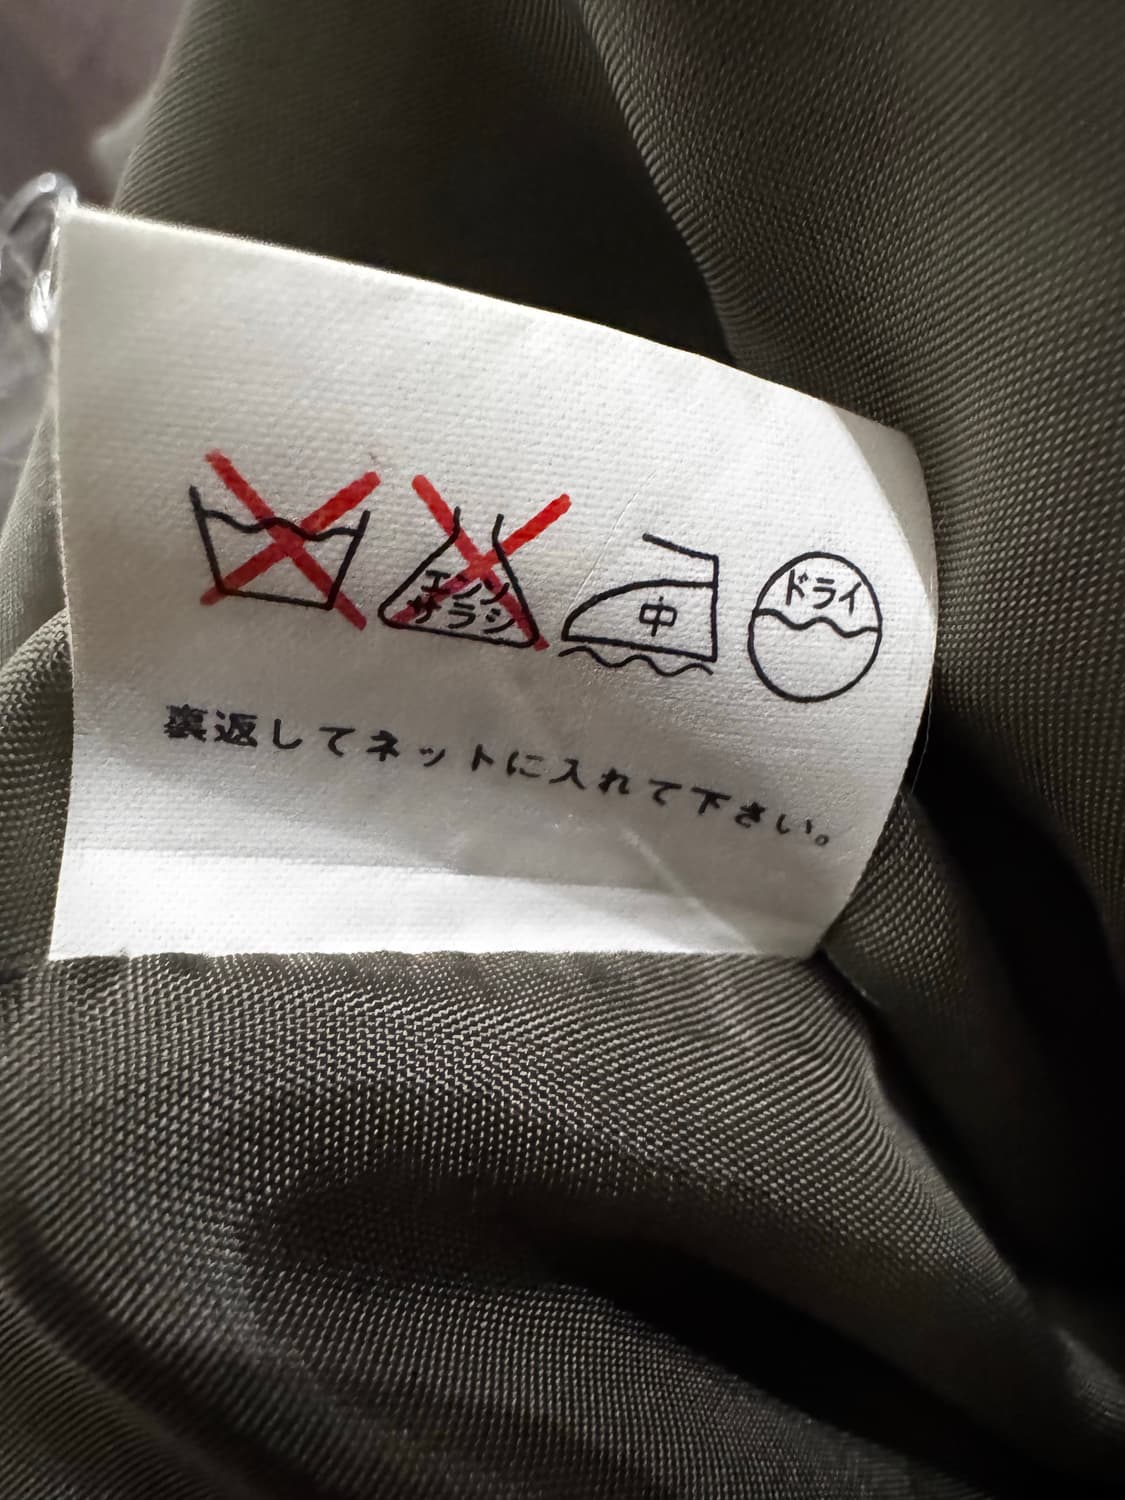 エンソ
サラシ
中
ドライ
裏返してネットに入れて下さい。